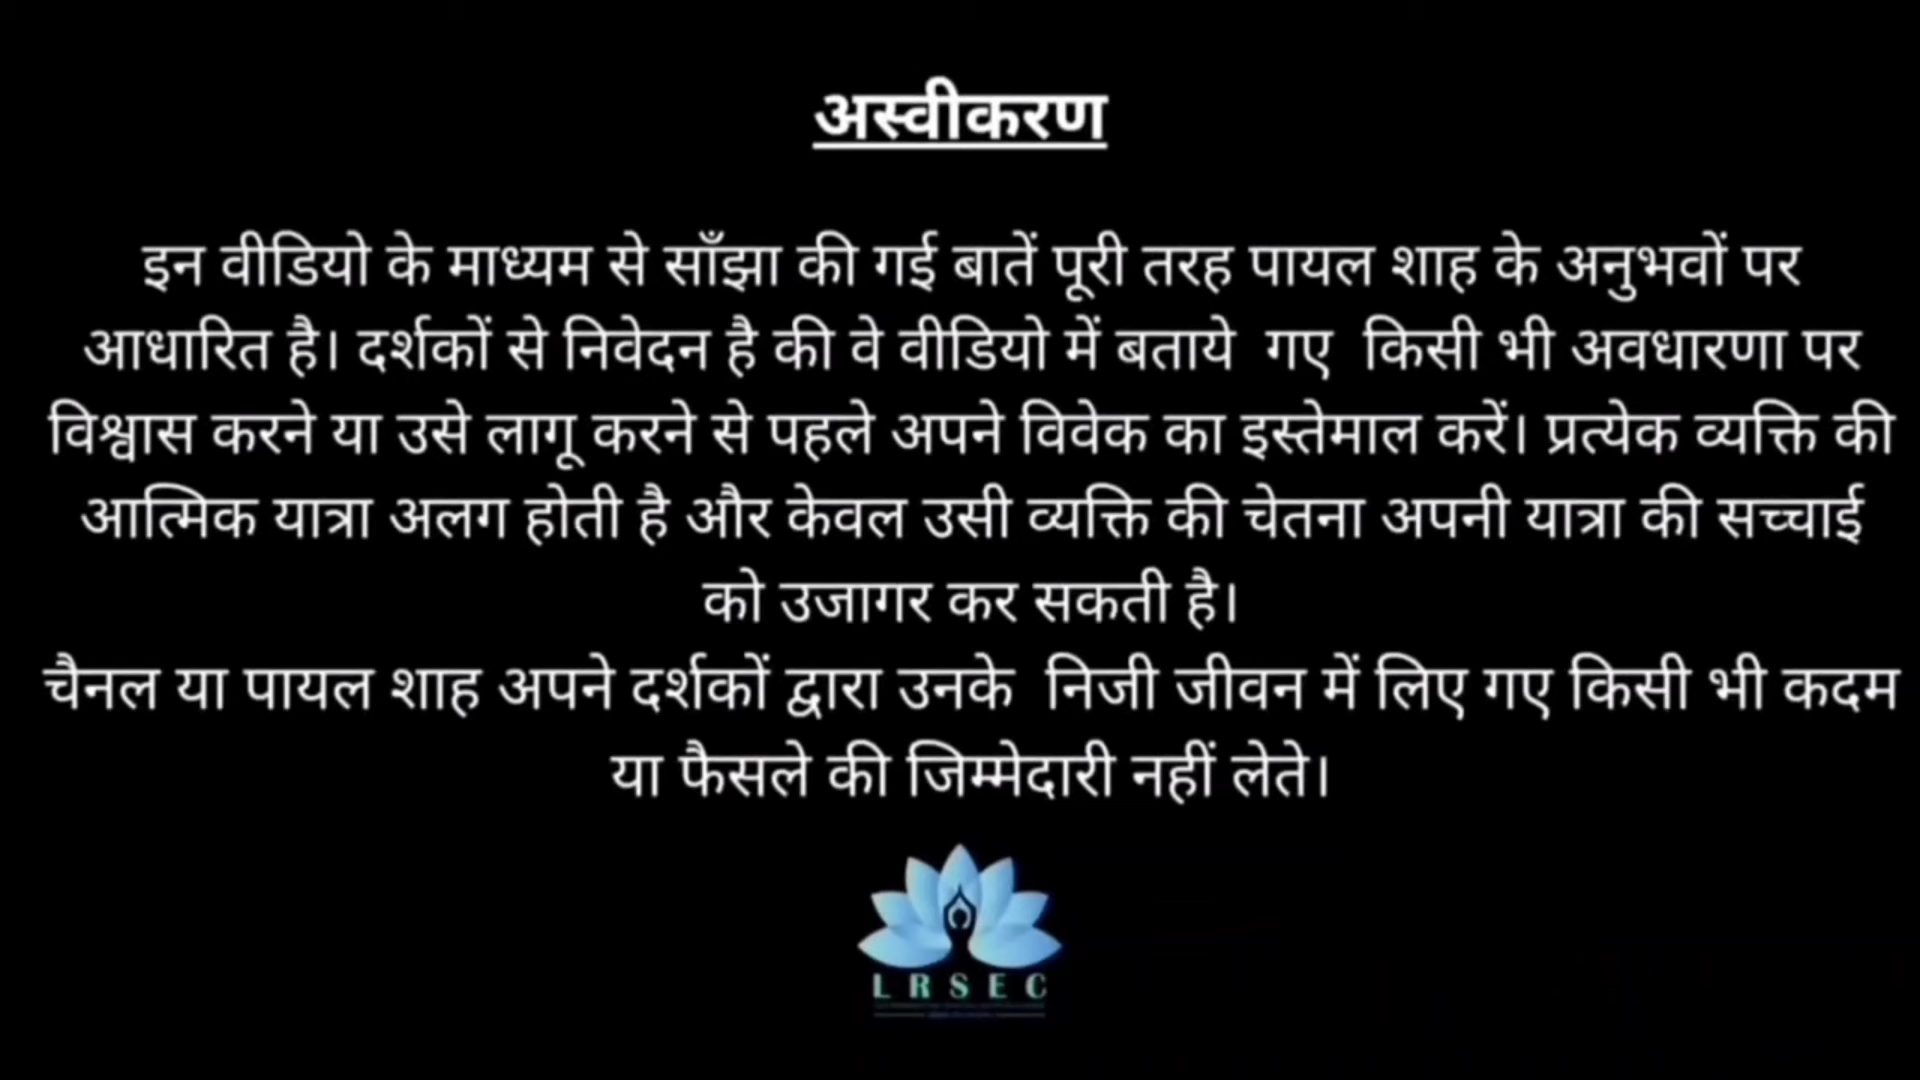 अस्वीकरण
इन वीडियो के माध्यम से साँझा की गई बातें पूरी तरह पायल शाह के अनुभवों पर
आधारित है। दर्शकों से निवेदन है की वे वीडियो में बताये गए किसी भी अवधारणा पर
विश्वास करने या उसे लागू करने से पहले अपने विवेक का इस्तेमाल करें। प्रत्येक व्यक्ति की
आत्मिक यात्रा अलग होती है और केवल उसी व्यक्ति की चेतना अपनी यात्रा की सच्चाई
को उजागर कर सकती है।
चैनल या पायल शाह अपने दर्शकों द्वारा उनके निजी जीवन में लिए गए किसी भी कदम
या फैसले की जिम्मेदारी नहीं लेते।
LRSEC